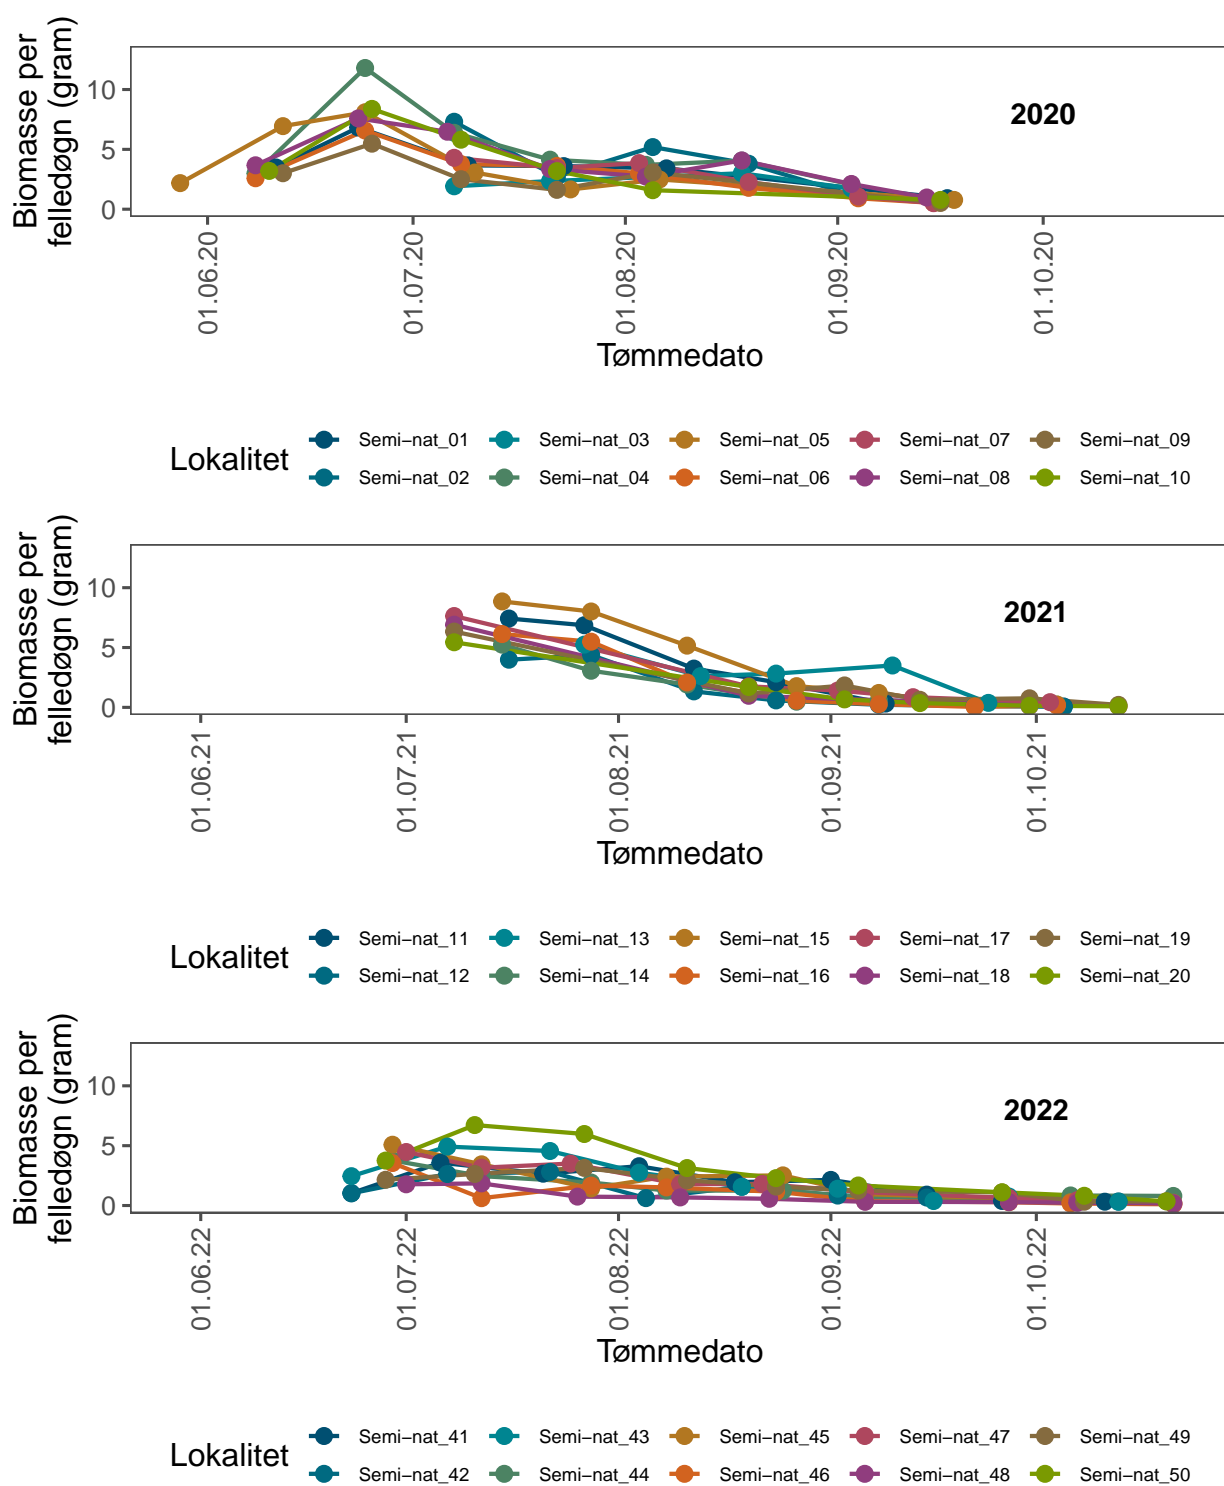 Biomasse per
felledøgn (gram)
10
5
0
2020
01.06.20
01.07.20
01.08.20
01.09.20
01.10.20
Tømmedato
Lokalitet
Semi−nat_01
Semi−nat_03
Semi−nat_05
Semi−nat_07
Semi−nat_09
Semi−nat_02
Semi−nat_04
Semi−nat_06
Semi−nat_08
Semi−nat_10
Biomasse per
felledøgn (gram)
10
5
0
2021
01.06.21
01.07.21
01.08.21
01.09.21
01.10.21
Tømmedato
Lokalitet
Semi−nat_11
Semi−nat_13
Semi−nat_15
Semi−nat_17
Semi−nat_19
Semi−nat_12
Semi−nat_14
Semi−nat_16
Semi−nat_18
Semi−nat_20
Biomasse per
felledøgn (gram)
10
5
0
2022
01.06.22
01.07.22
01.08.22
01.09.22
01.10.22
Tømmedato
Lokalitet
Semi−nat_41
Semi−nat_43
Semi−nat_45
Semi−nat_47
Semi−nat_49
Semi−nat_42
Semi−nat_44
Semi−nat_46
Semi−nat_48
Semi−nat_50